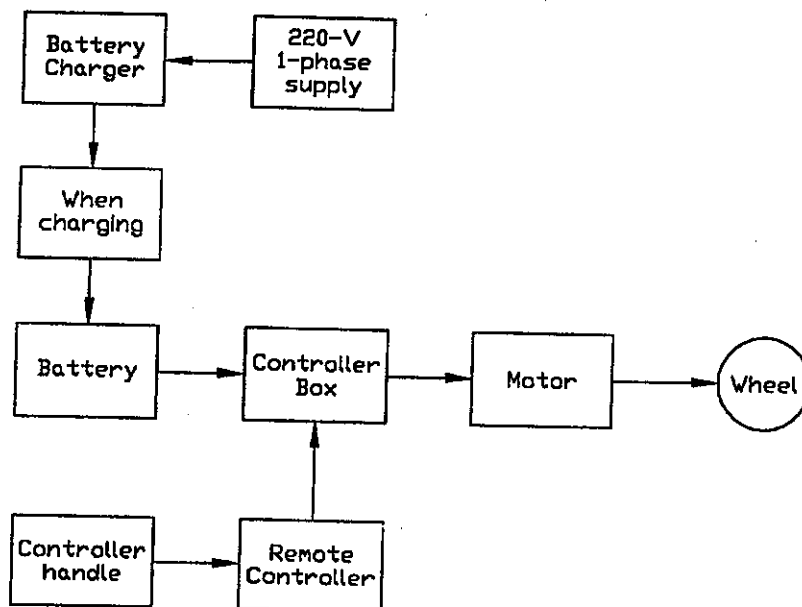 Battery
Charger
220-V
1-phase
supply
When
charging
Battery
Controller
Box
Motor
Wheel
Controller
handle
Remote
Controller